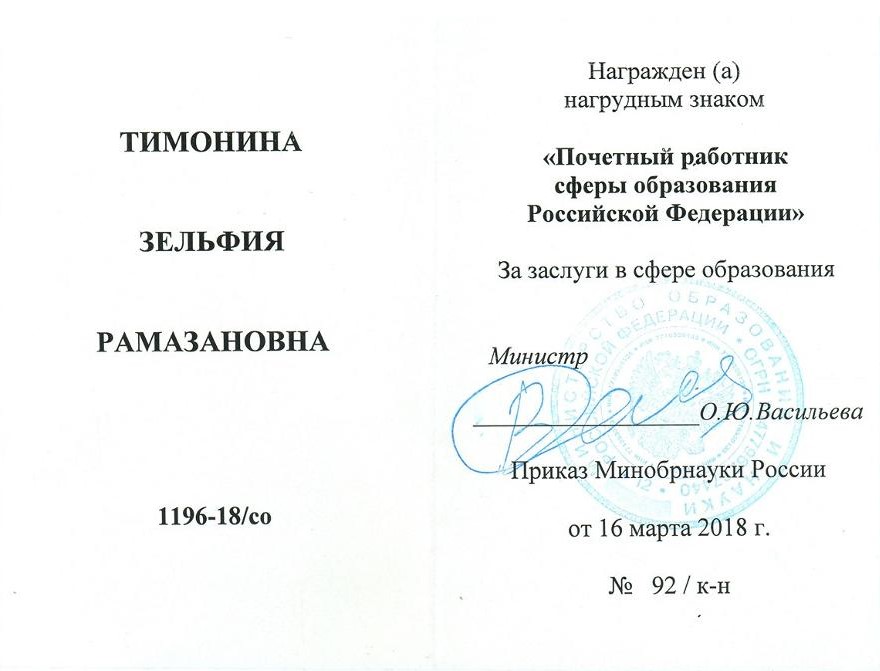 ТИМОНИНА
ЗЕЛЬФИЯ
РАМАЗАНОВНА
1196-18/со
Награжден (а)
нагрудным знаком
«Почетный работник
сферы образования
Российской Федерации»
За заслуги в сфере образования
Министр
О.Ю.Васильева
Приказ Минобрнауки России
от 16 марта 2018 г.
№ 92 / к-н